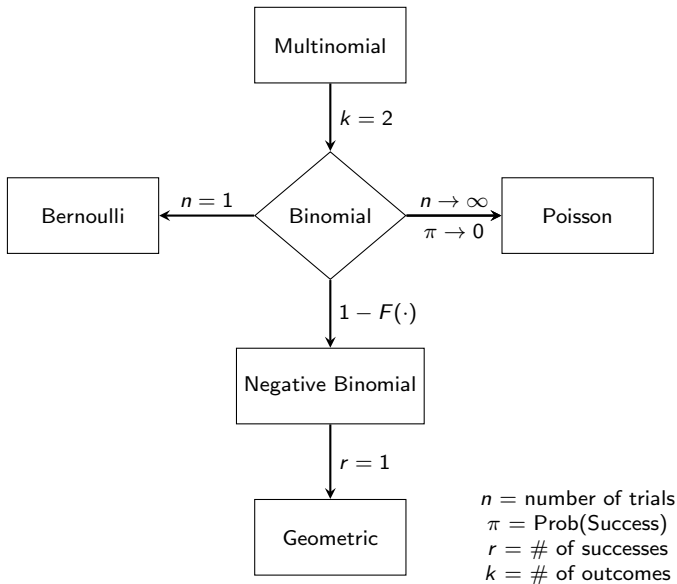 Multinomial
k = 2
Bernoulli
n = 1
Binomial
n → ∞
π → 0
Poisson
1 − F(·)
Negative Binomial
r = 1
Geometric
n = number of trials
π = Prob(Success)
r = # of successes
k = # of outcomes